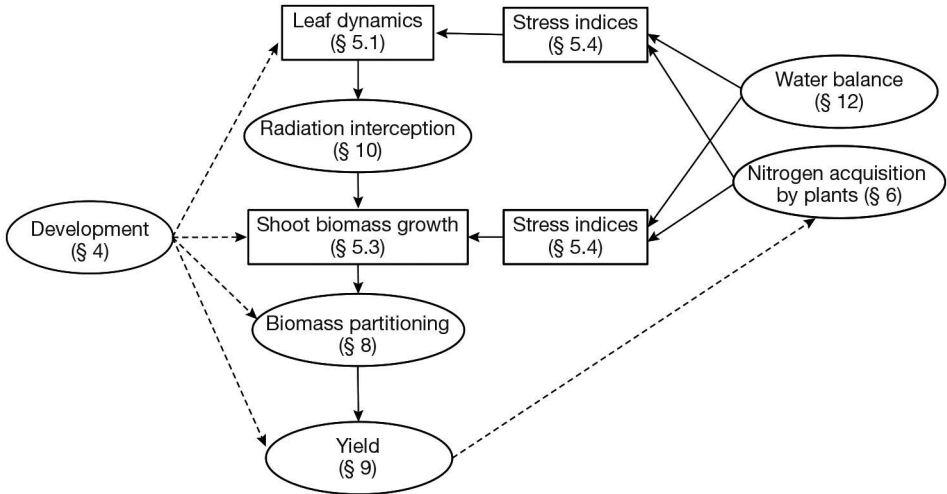 Leaf dynamics
(§ 5.1)
Stress indices
(§ 5.4)
Water balance
(§ 12)
Radiation interception
(§ 10)
Nitrogen acquisition
by plants (§ 6)
Development
(§ 4)
Shoot biomass growth
(§ 5.3)
Stress indices
(§ 5.4)
Biomass partitioning
(§ 8)
Yield
(§ 9)